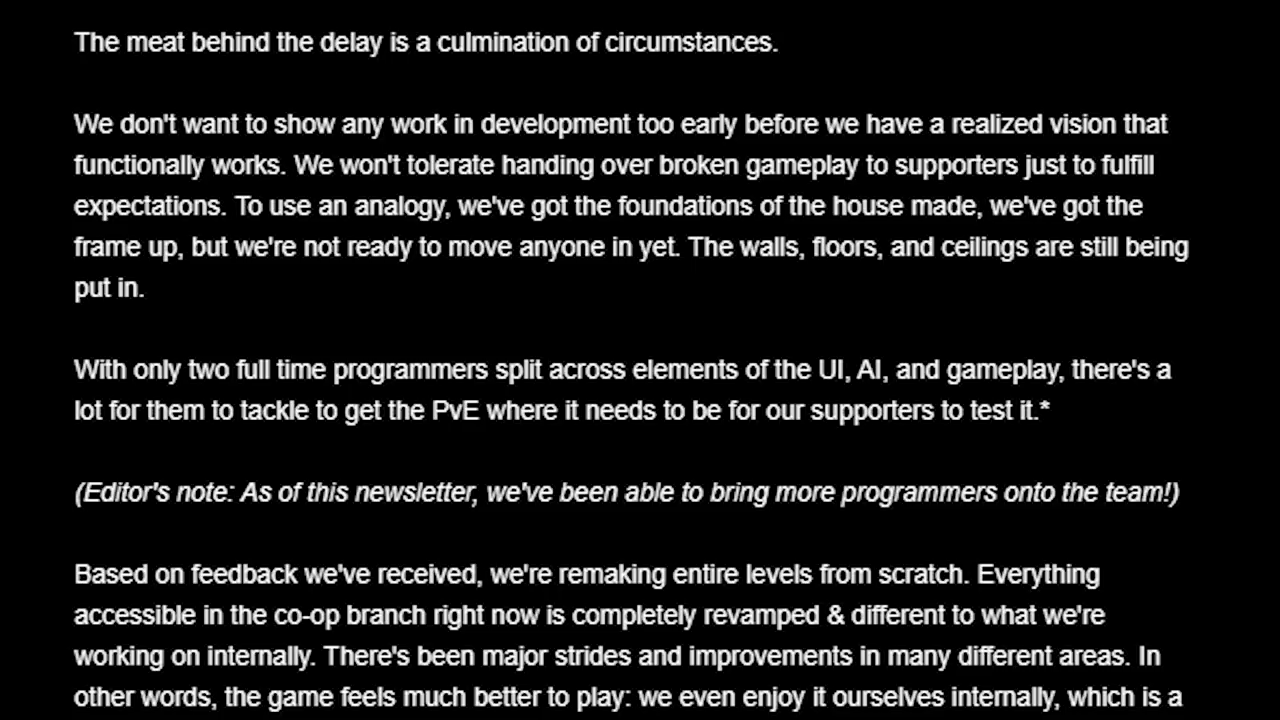 The meat behind the delay is a culmination of circumstances.
We don't want to show any work in development too early before we have a realized vision that
functionally works. We won't tolerate handing over broken gameplay to supporters just to fulfill
expectations. To use an analogy, we've got the foundations of the house made, we've got the
frame up, but we're not ready to move anyone in yet. The walls, floors, and ceilings are still being
put in.
With only two full time programmers split across elements of the UI, AI, and gameplay, there's a
lot for them to tackle to get the PvE where it needs to be for our supporters to test it.*
(Editor's note: As of this newsletter, we've been able to bring more programmers onto the team!)
Based on feedback we've received, we're remaking entire levels from scratch. Everything
accessible in the co-op branch right now is completely revamped & different to what we're
working on internally. There's been major strides and improvements in many different areas. In
other words, the game feels much better to play: we even enjoy it ourselves internally, which is a